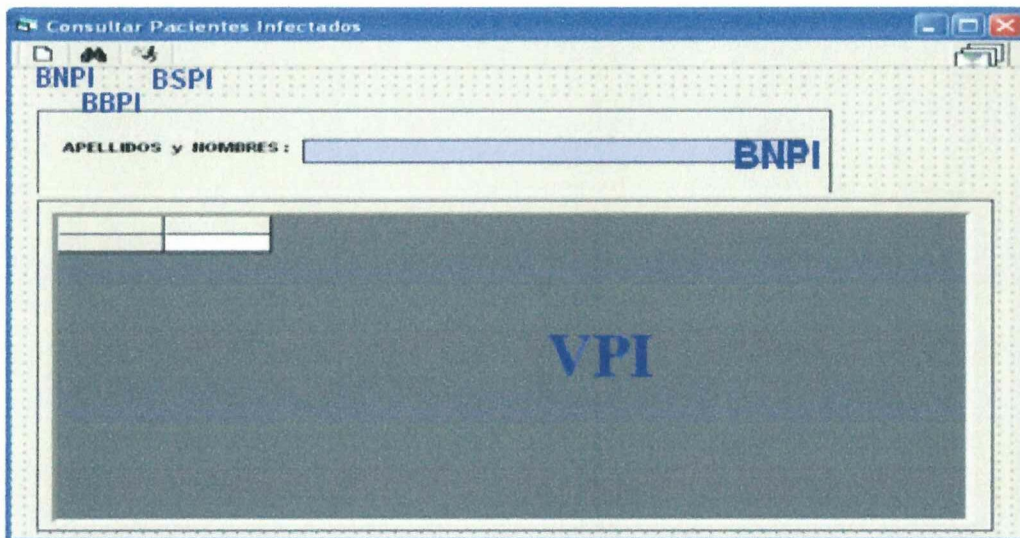 Consultar Pacientes Infectados
BNPI BSPI
BBPI
APELLIDOS y NOMBRES: BNPI
VPI